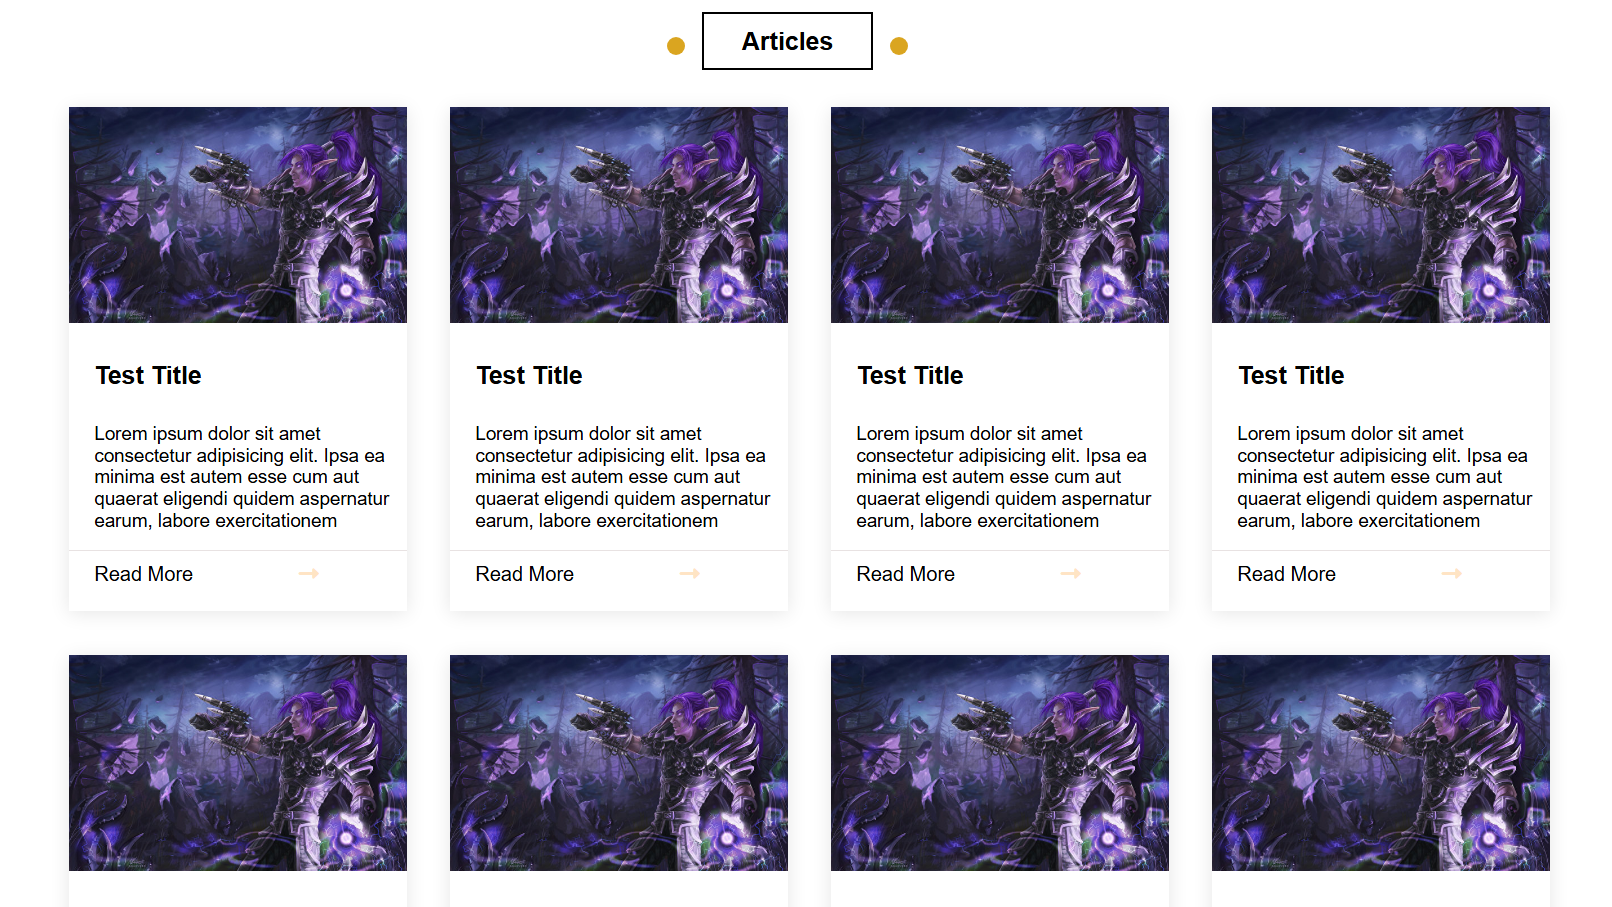 Articles
Test Title
Lorem ipsum dolor sit amet
consectetur adipisicing elit. Ipsa ea
minima est autem esse cum aut
quaerat eligendi quidem aspernatur
earum, labore exercitationem
Read More
Test Title
Lorem ipsum dolor sit amet
consectetur adipisicing elit. Ipsa ea
minima est autem esse cum aut
quaerat eligendi quidem aspernatur
earum, labore exercitationem
Read More
Test Title
Lorem ipsum dolor sit amet
consectetur adipisicing elit. Ipsa ea
minima est autem esse cum aut
quaerat eligendi quidem aspernatur
earum, labore exercitationem
Read More
Test Title
Lorem ipsum dolor sit amet
consectetur adipisicing elit. Ipsa ea
minima est autem esse cum aut
quaerat eligendi quidem aspernatur
earum, labore exercitationem
Read More